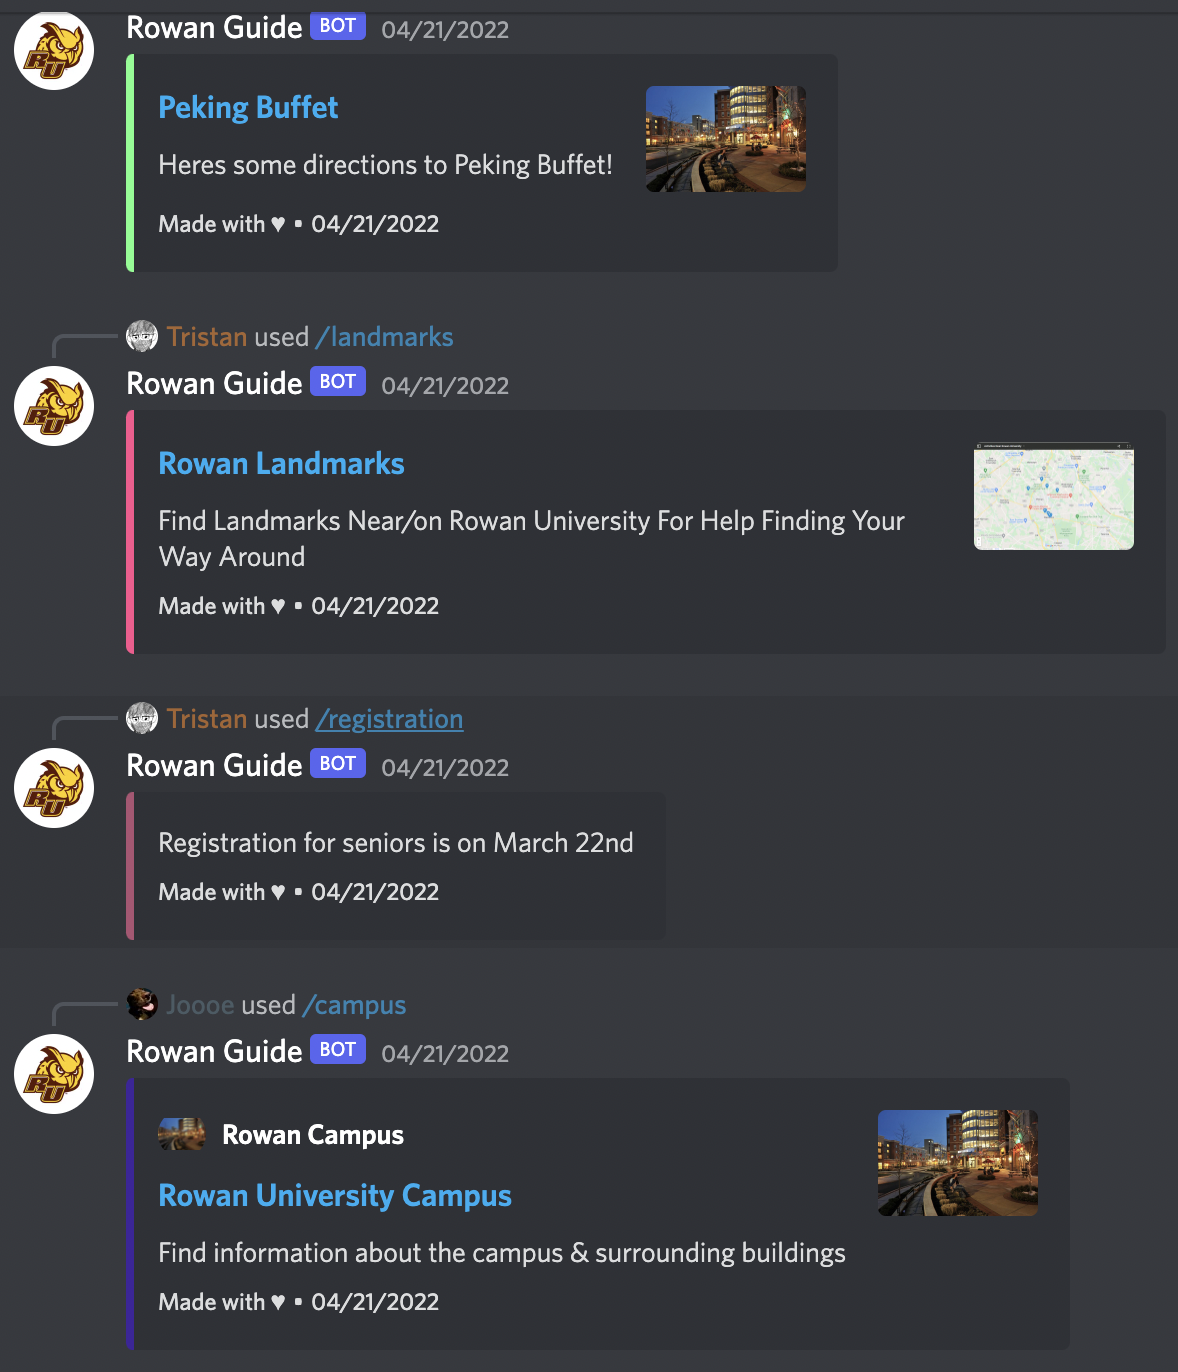 Rowan Guide BOT 04/21/2022
Peking Buffet
Heres some directions to Peking Buffet!
Made with ♥ • 04/21/2022
Tristan used /landmarks
RU
Rowan Guide BOT 04/21/2022
Rowan Landmarks
Find Landmarks Near/on Rowan University For Help Finding Your
Way Around
Made with ♥ • 04/21/2022
Tristan used /registration
RU
Rowan Guide BOT 04/21/2022
Registration for seniors is on March 22nd
Made with ♥ • 04/21/2022
Joooe used /campus
RU
Rowan Guide BOT 04/21/2022
Rowan Campus
Rowan University Campus
Find information about the campus & surrounding buildings
Made with ♥ • 04/21/2022